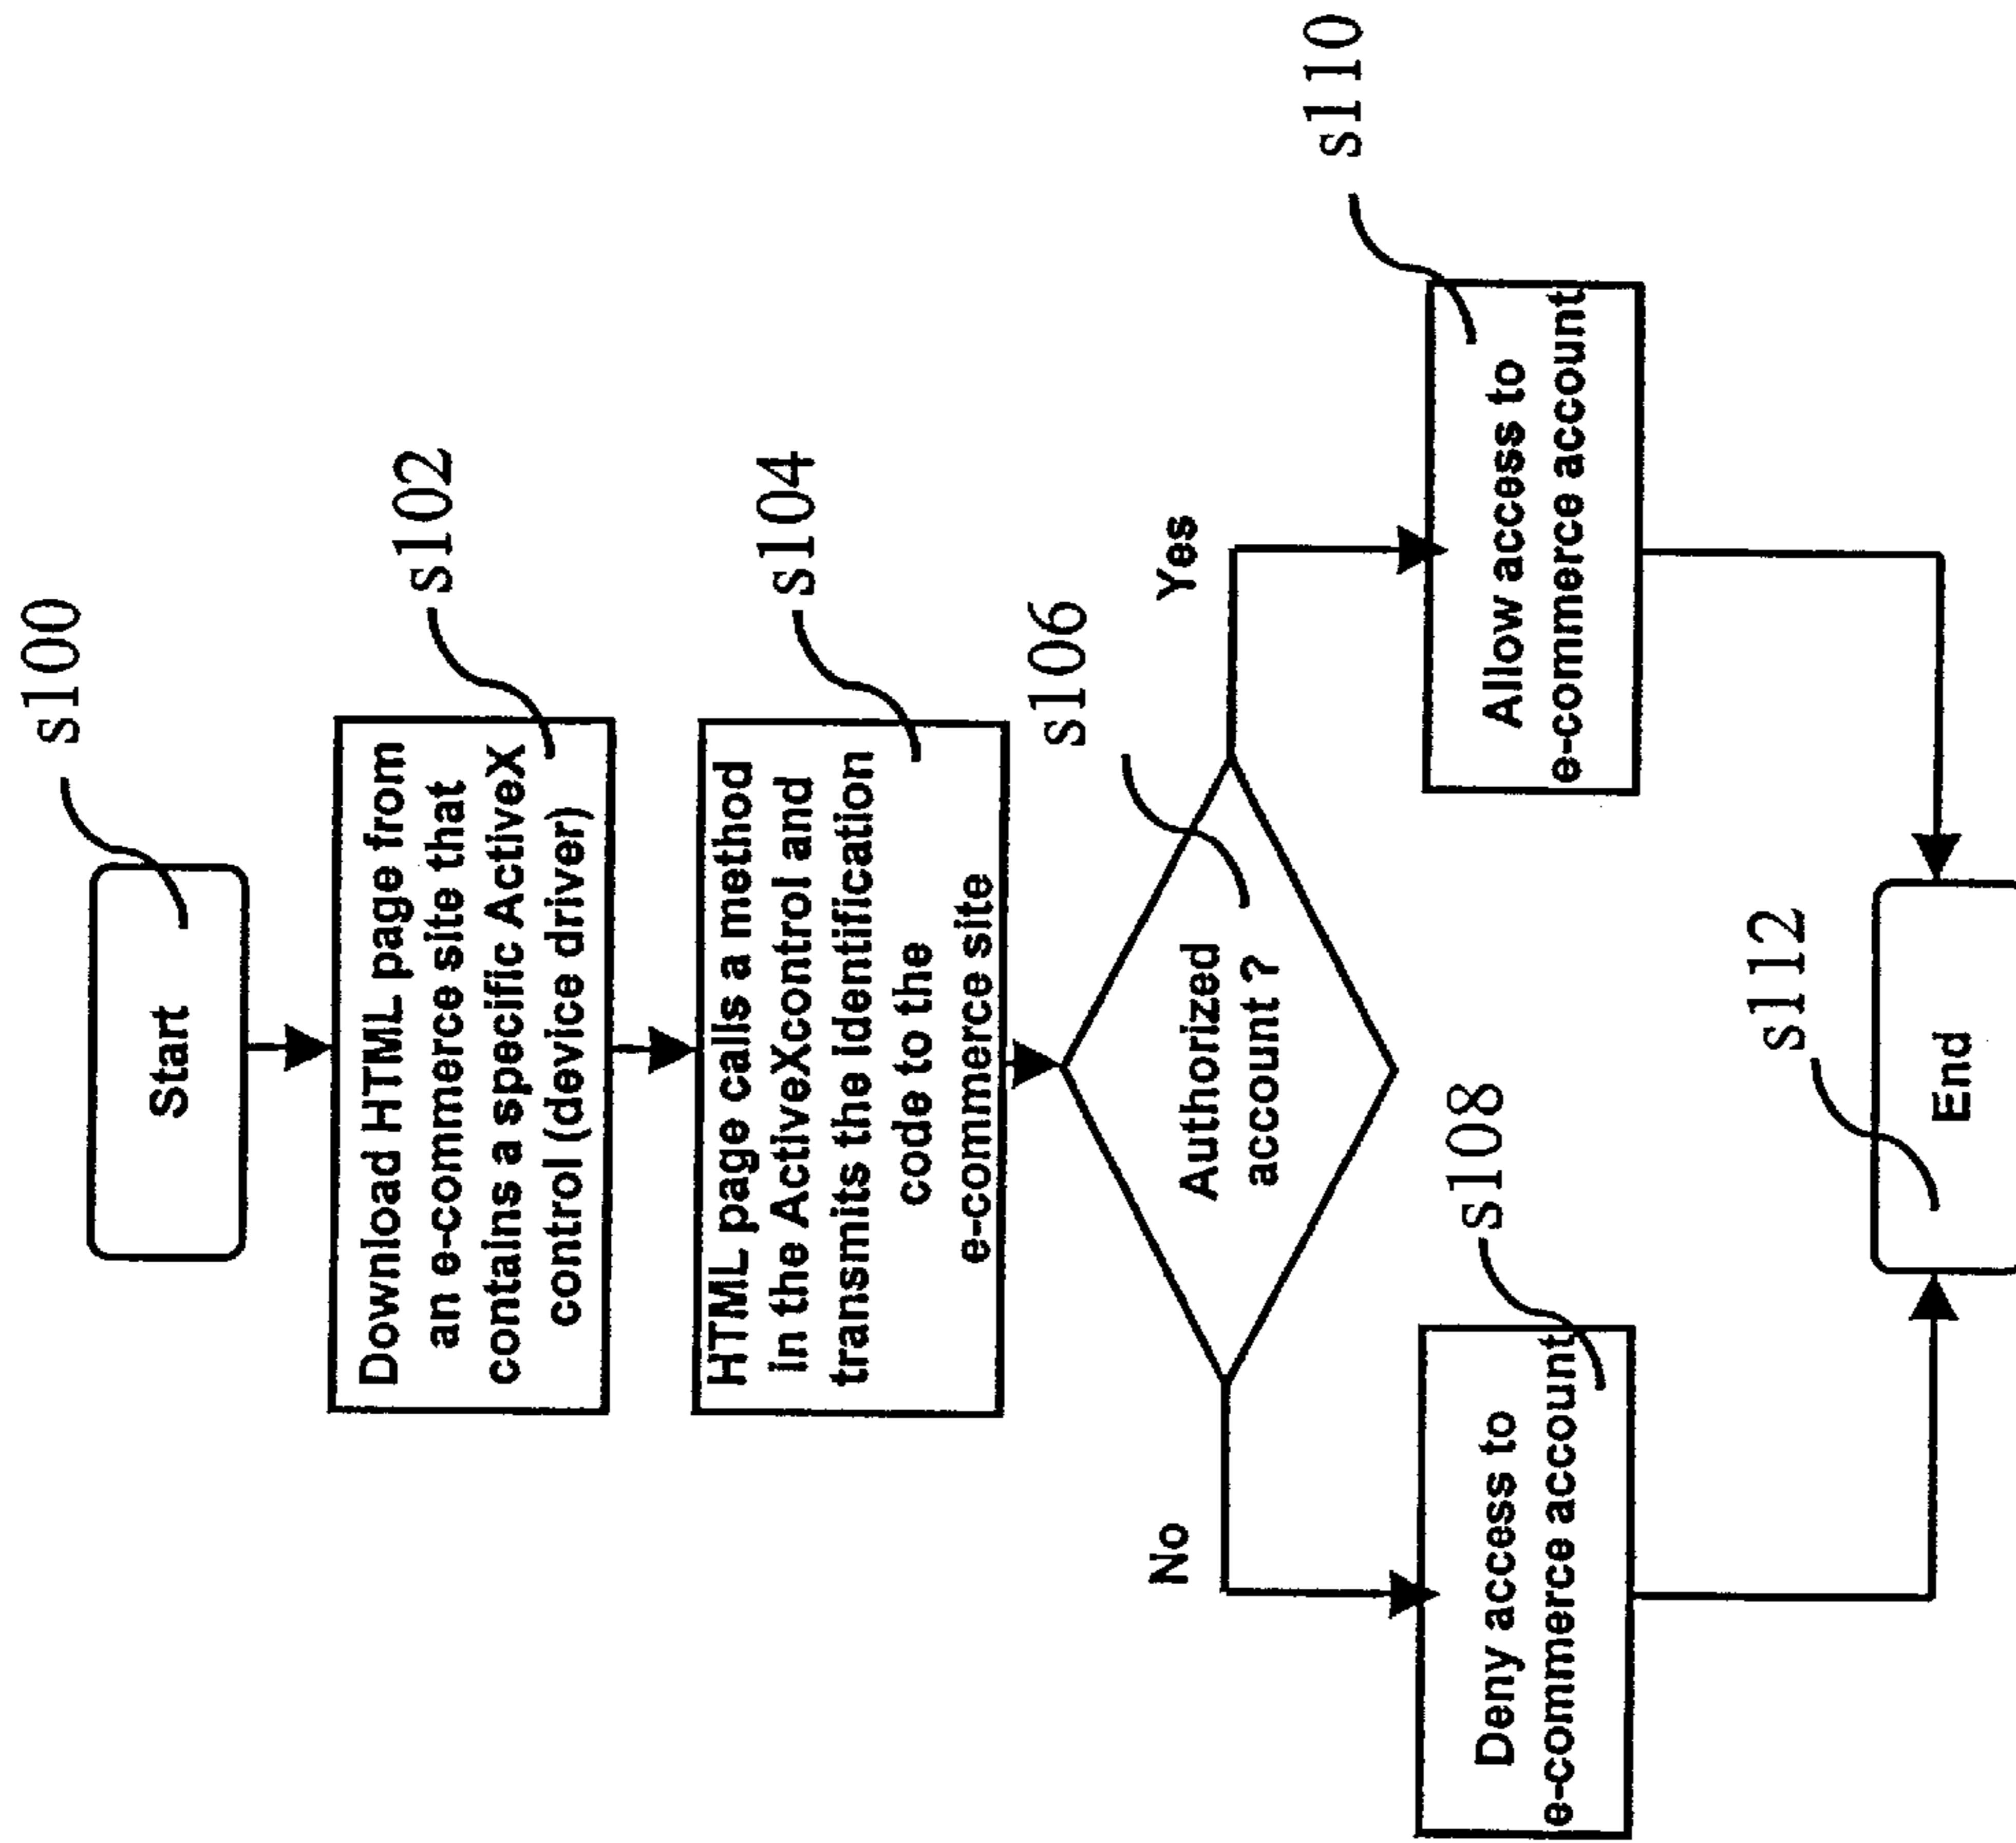 s100
Start
s102
Download HTML page from
an e-commerce site that
contains a specific ActiveX
control (device driver)
s104
HTML page calls a method
in the ActiveXcontrol and
transmits the identification
code to the
e-commerce site
s106
Authorized
account ?
No
Yes
s108
Deny access to
e-commerce account
s110
Allow access to
e-commerce account
s112
End